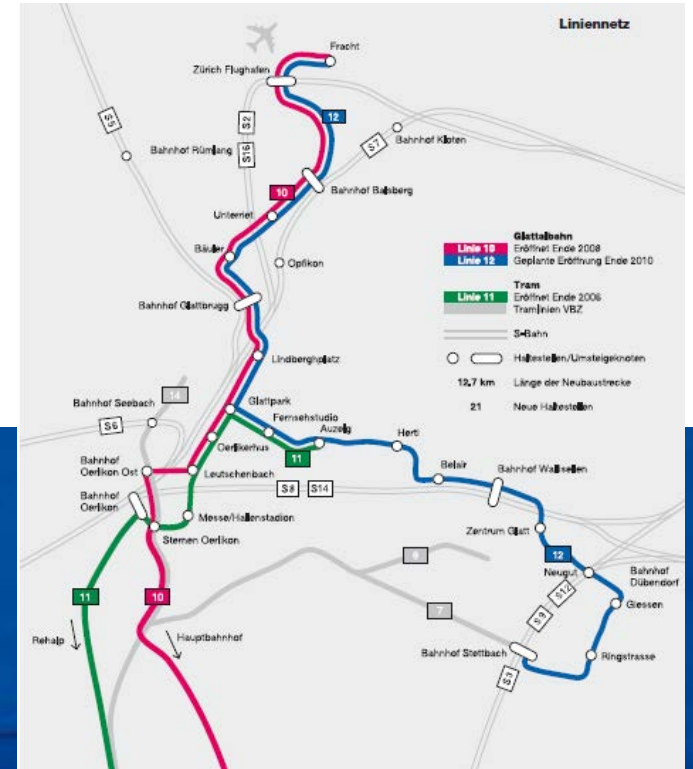 Liniennetz
Fracht
Zürich Flughafen
S5
S2
S16
12
S7
Bahnhof Kloten
Bahnhof Rümlang
Bahnhof Balsberg
10
Unterriet
Bäuler
Opfikon
Glattalbahn
Linie 10 Eröffnet Ende 2008
Linie 12 Geplante Eröffnung Ende 2010
Tram
Linie 11 Eröffnet Ende 2006
Tramlinien VBZ
S-Bahn
Haltestellen/Umsteigeknoten
12.7 km Länge der Neubaustrecke
21 Neue Haltestellen
Bahnhof Glattbrugg
Lindberghplatz
14
Bahnhof Seebach
S6
Glattpark
Fernsehstudio
Auzelg
Herti
Oerlikerhus
11
Belair
Bahnhof Wallisellen
Bahnhof
Oerlikon Ost
Leutschenbach
S8
S14
Bahnhof
Oerlikon
Messe/Hallenstadion
Sternen Oerlikon
Zentrum Glatt
12
Neugut
Bahnhof
Dübendorf
6
S12
S9
Giessen
11
10
7
Rehalp
Hauptbahnhof
Bahnhof Stettbach
Ringstrasse
S3